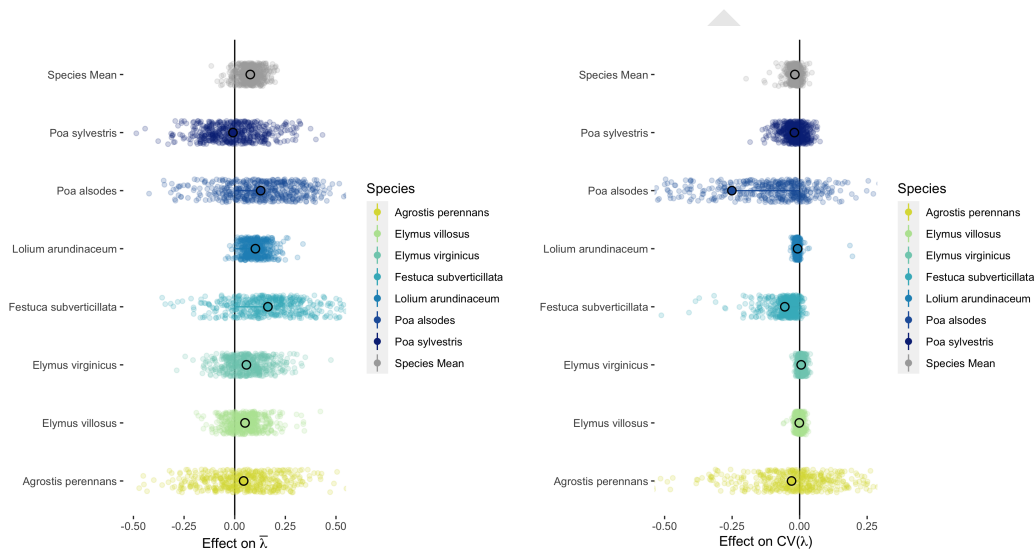 Species Mean
Poa sylvestris
Poa alsodes
Lolium arundinaceum
Festuca subverticillata
Elymus virginicus
Elymus villosus
Agrostis perennans
-0.50 -0.25 0.00 0.25 0.50
Effect on λ̅
Species
Agrostis perennans
Elymus villosus
Elymus virginicus
Festuca subverticillata
Lolium arundinaceum
Poa alsodes
Poa sylvestris
Species Mean
Species Mean
Poa sylvestris
Poa alsodes
Lolium arundinaceum
Festuca subverticillata
Elymus virginicus
Elymus villosus
Agrostis perennans
-0.50 -0.25 0.00 0.25
Effect on CV(λ)
Species
Agrostis perennans
Elymus villosus
Elymus virginicus
Festuca subverticillata
Lolium arundinaceum
Poa alsodes
Poa sylvestris
Species Mean